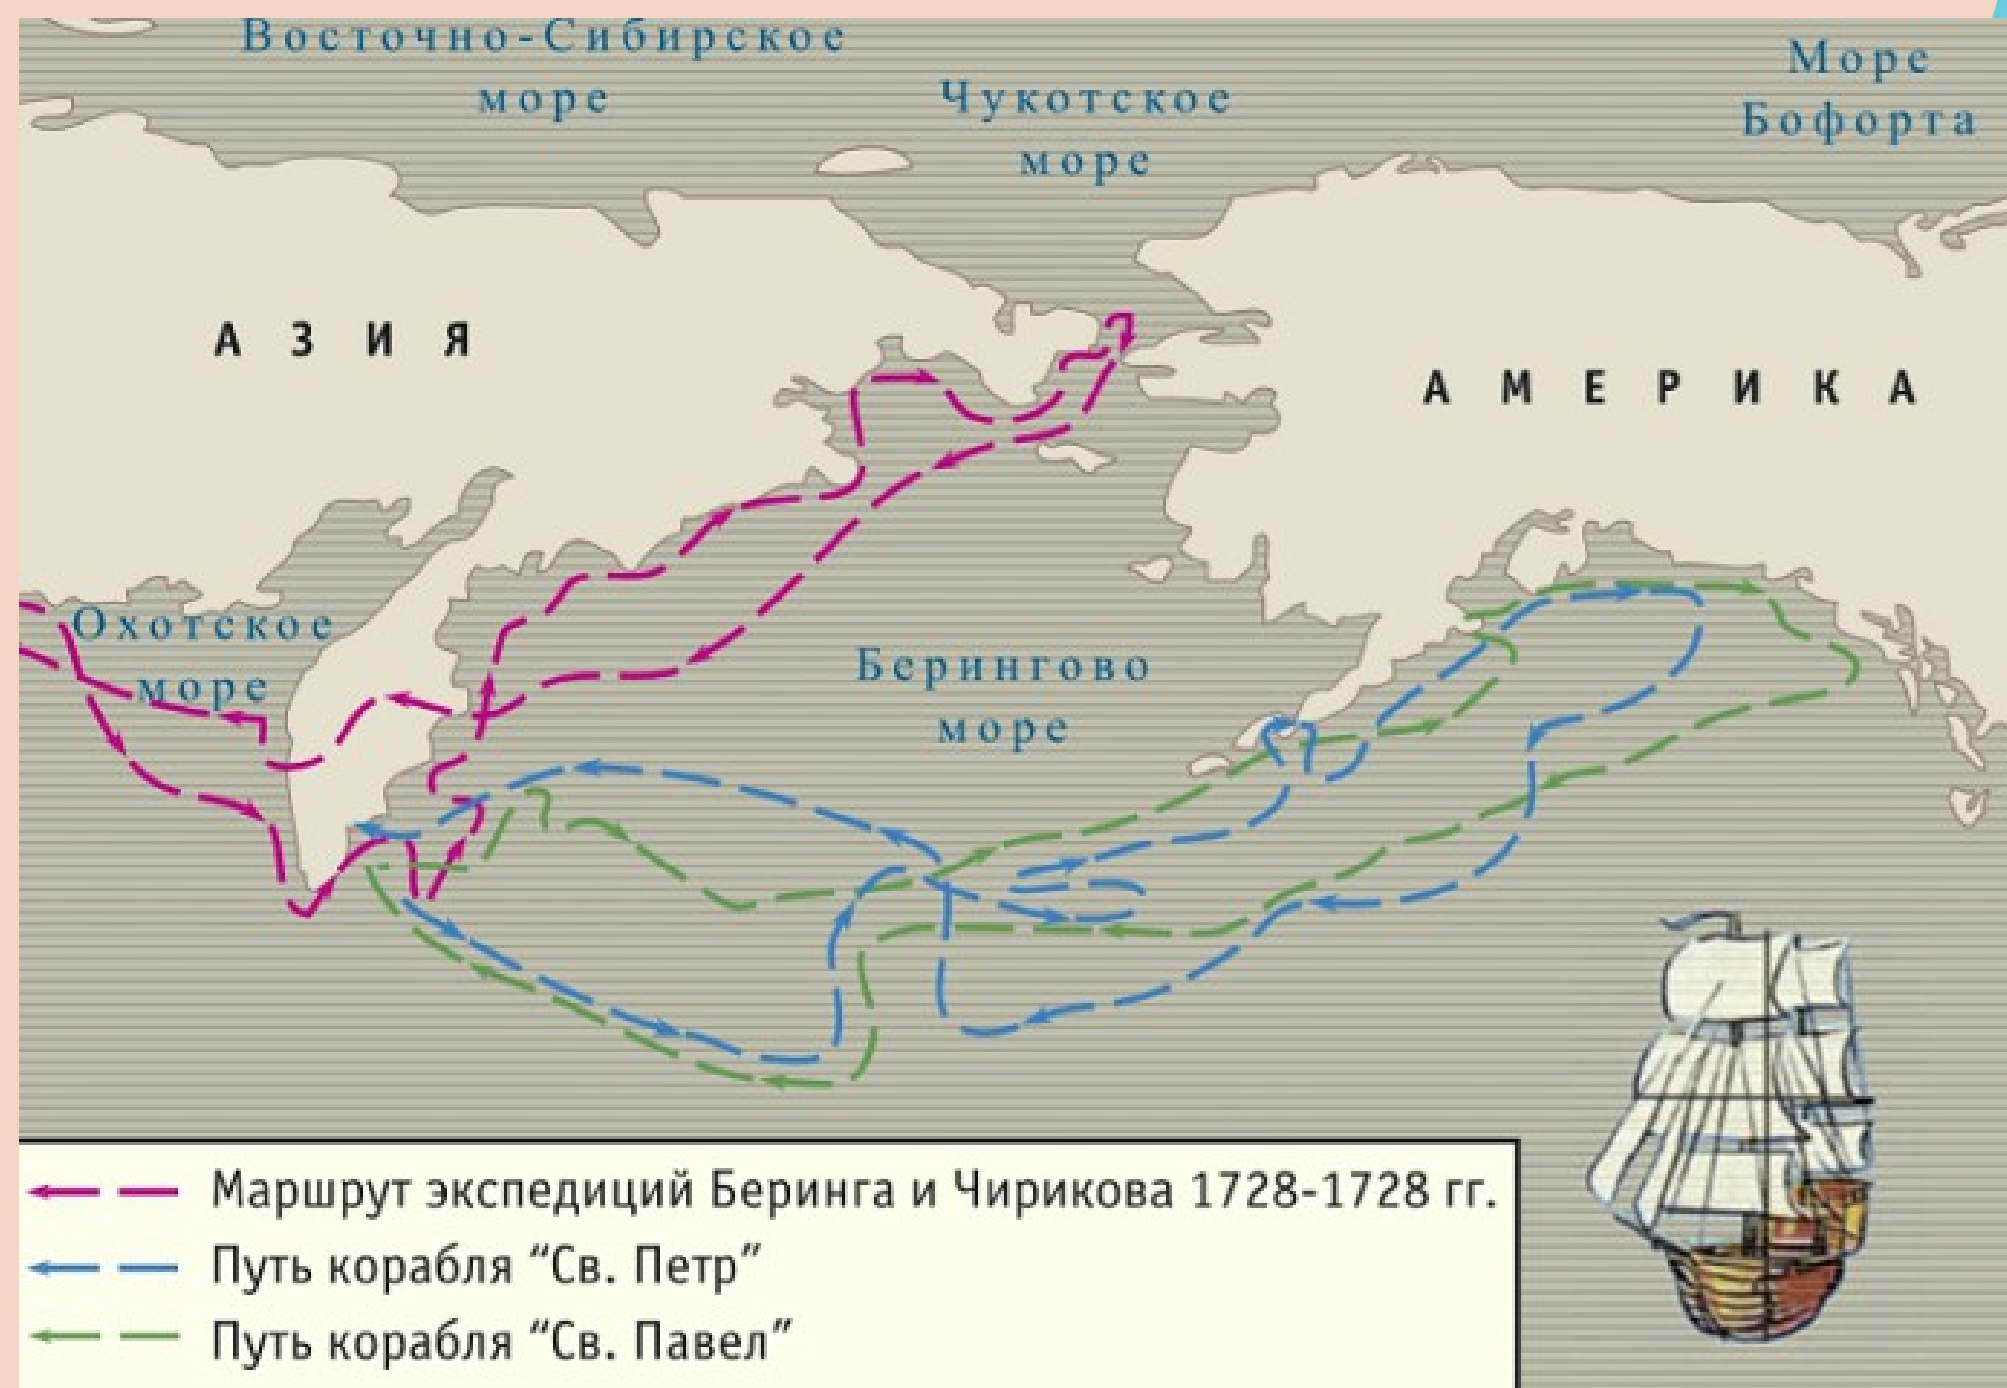 Восточно-Сибирское
море
Чукотское
море
Море
Бофорта
АЗИЯ
АМЕРИКА
Охотское
море
Берингово
море
Маршрут экспедиций Беринга и Чирикова 1728-1728 гг.
Путь корабля “Св. Петр”
Путь корабля “Св. Павел”